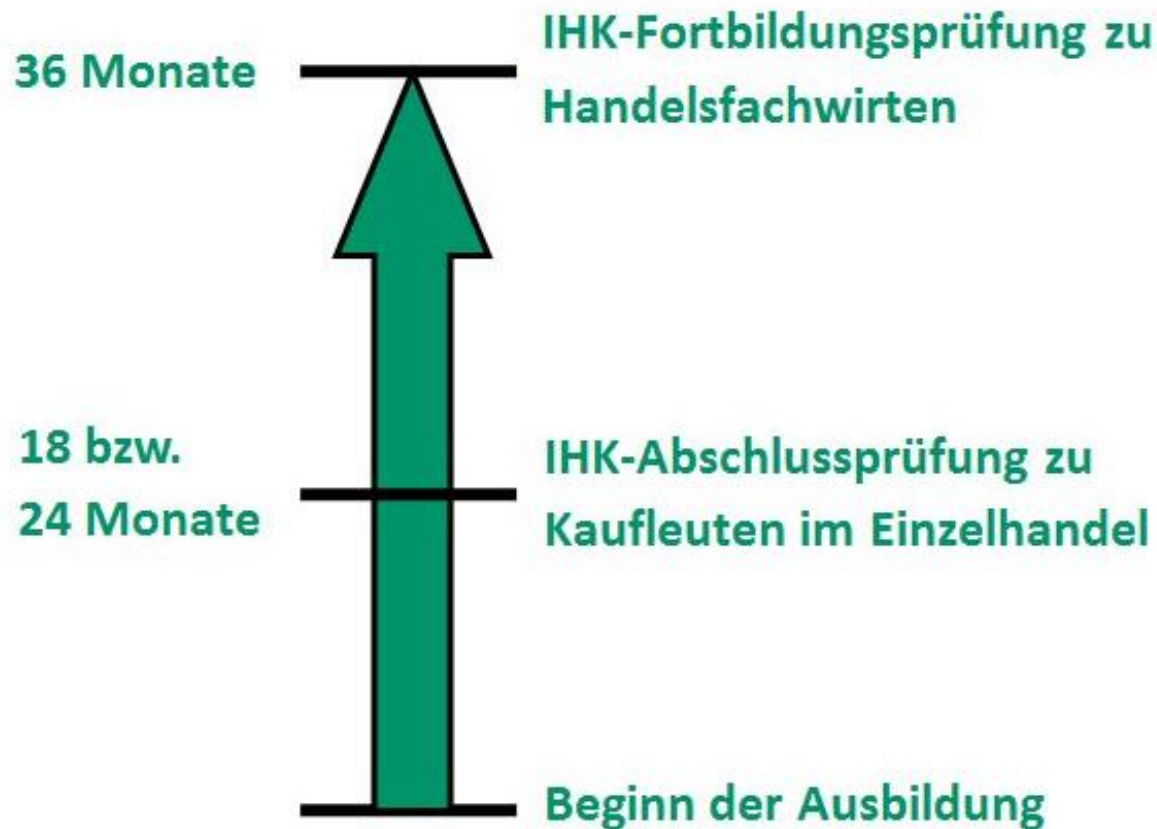 36 Monate
IHK-Fortbildungsprüfung zu
Handelsfachwirten
18 bzw.
24 Monate
IHK-Abschlussprüfung zu
Kaufleuten im Einzelhandel
Beginn der Ausbildung